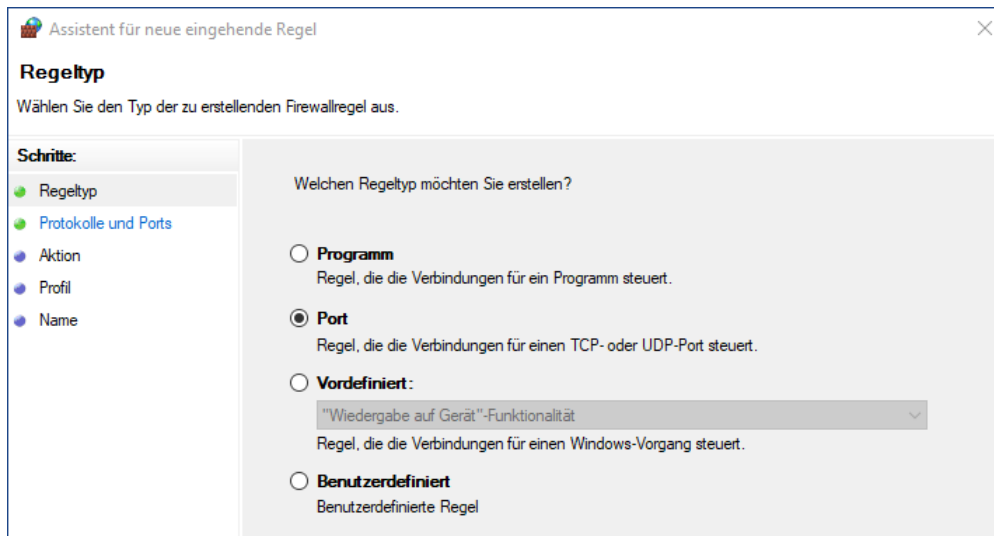 Assistent für neue eingehende Regel
Regeltyp
Wählen Sie den Typ der zu erstellenden Firewallregel aus.
Schritte:
Regeltyp
Protokolle und Ports
Aktion
Profil
Name
Welchen Regeltyp möchten Sie erstellen?
Programm
Regel, die die Verbindungen für ein Programm steuert.
Port
Regel, die die Verbindungen für einen TCP- oder UDP-Port steuert.
Vordefiniert:
"Wiedergabe auf Gerät"-Funktionalität
Regel, die die Verbindungen für einen Windows-Vorgang steuert.
Benutzerdefiniert
Benutzerdefinierte Regel